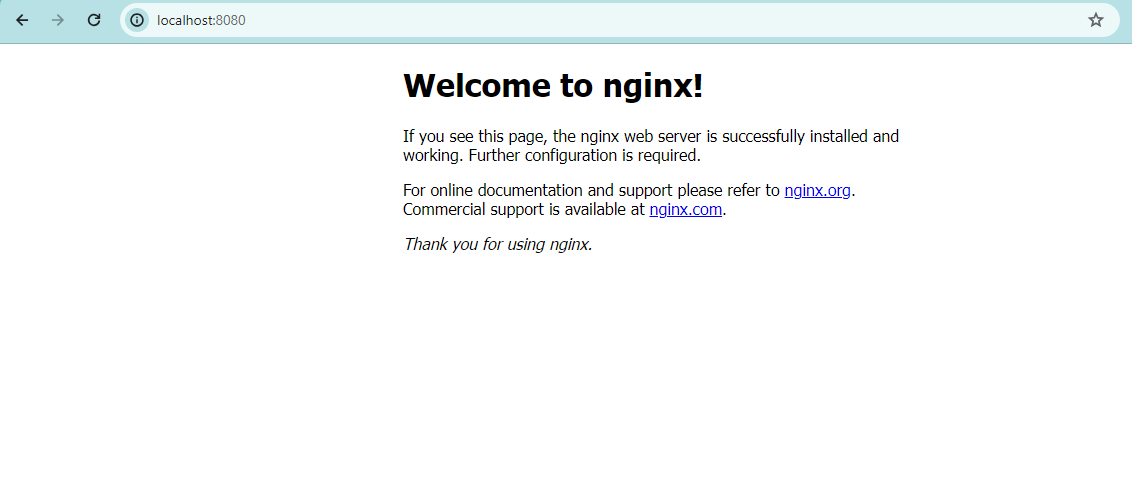 localhost:8080
Welcome to nginx!
If you see this page, the nginx web server is successfully installed and
working. Further configuration is required.
For online documentation and support please refer to nginx.org.
Commercial support is available at nginx.com.
Thank you for using nginx.